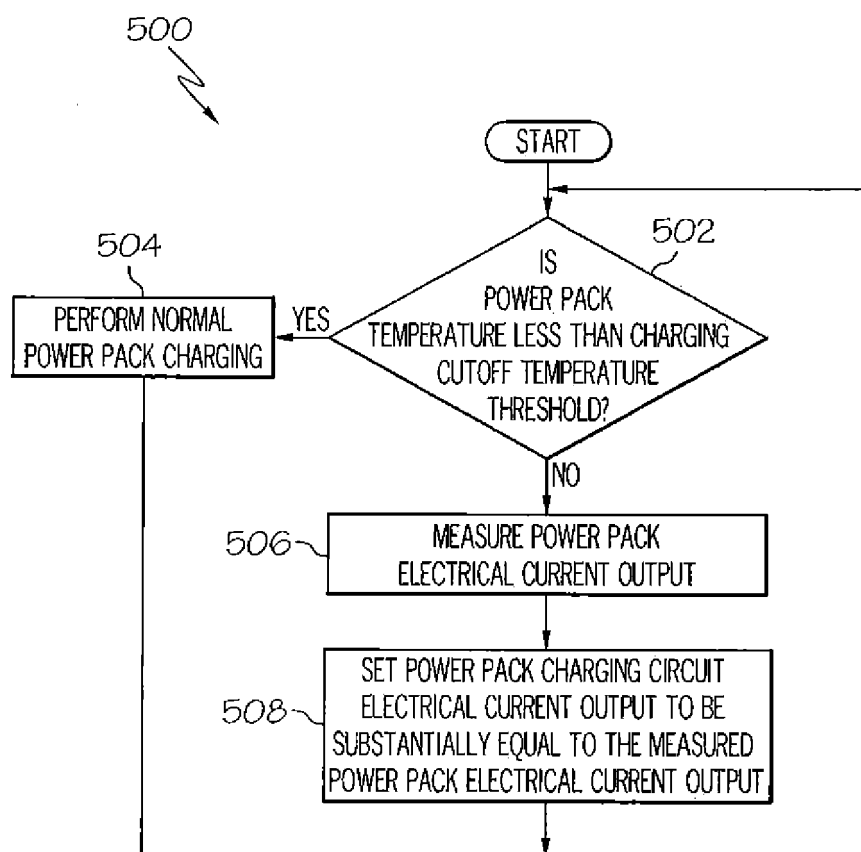 500
START
502
IS
POWER PACK
TEMPERATURE LESS THAN CHARGING
CUTOFF TEMPERATURE
THRESHOLD?
YES
504
PERFORM NORMAL
POWER PACK CHARGING
NO
506
MEASURE POWER PACK
ELECTRICAL CURRENT OUTPUT
508
SET POWER PACK CHARGING CIRCUIT
ELECTRICAL CURRENT OUTPUT TO BE
SUBSTANTIALLY EQUAL TO THE MEASURED
POWER PACK ELECTRICAL CURRENT OUTPUT